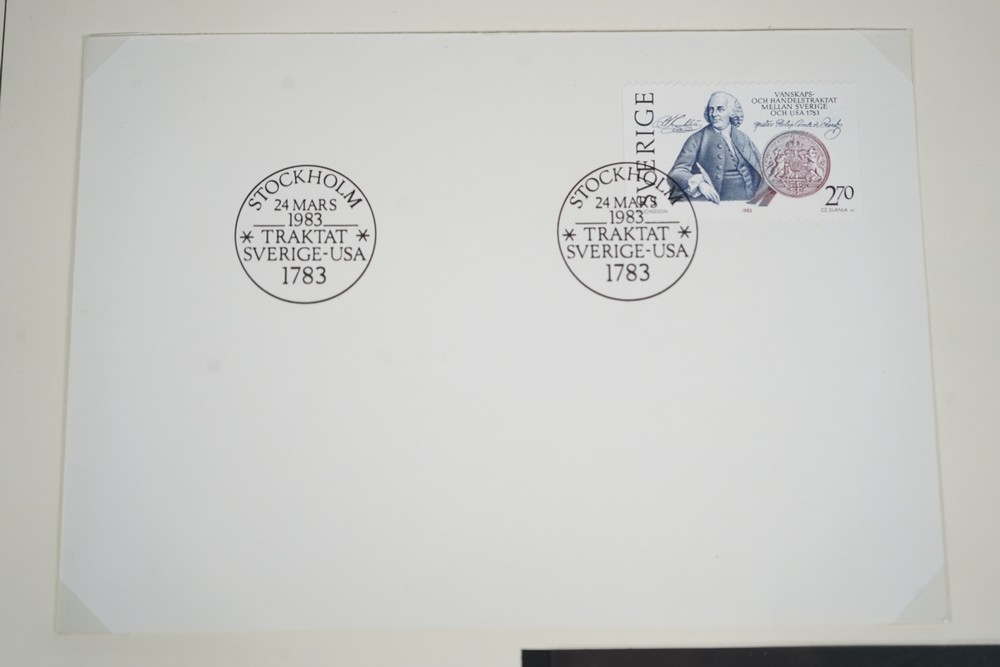 STOCKHOLM
24 MARS
1983
* TRAKTAT *
SVERIGE-USA
1783
STOCKHOLM
24 MARS
1983
* TRAKTAT *
SVERIGE-USA
1783
SVERIGE
VÄNSKAPS-
OCH HANDELSTRAKTAT
MELLAN SVERIGE
OCH USA 1783
2.70
1983
CZ. SLANIA